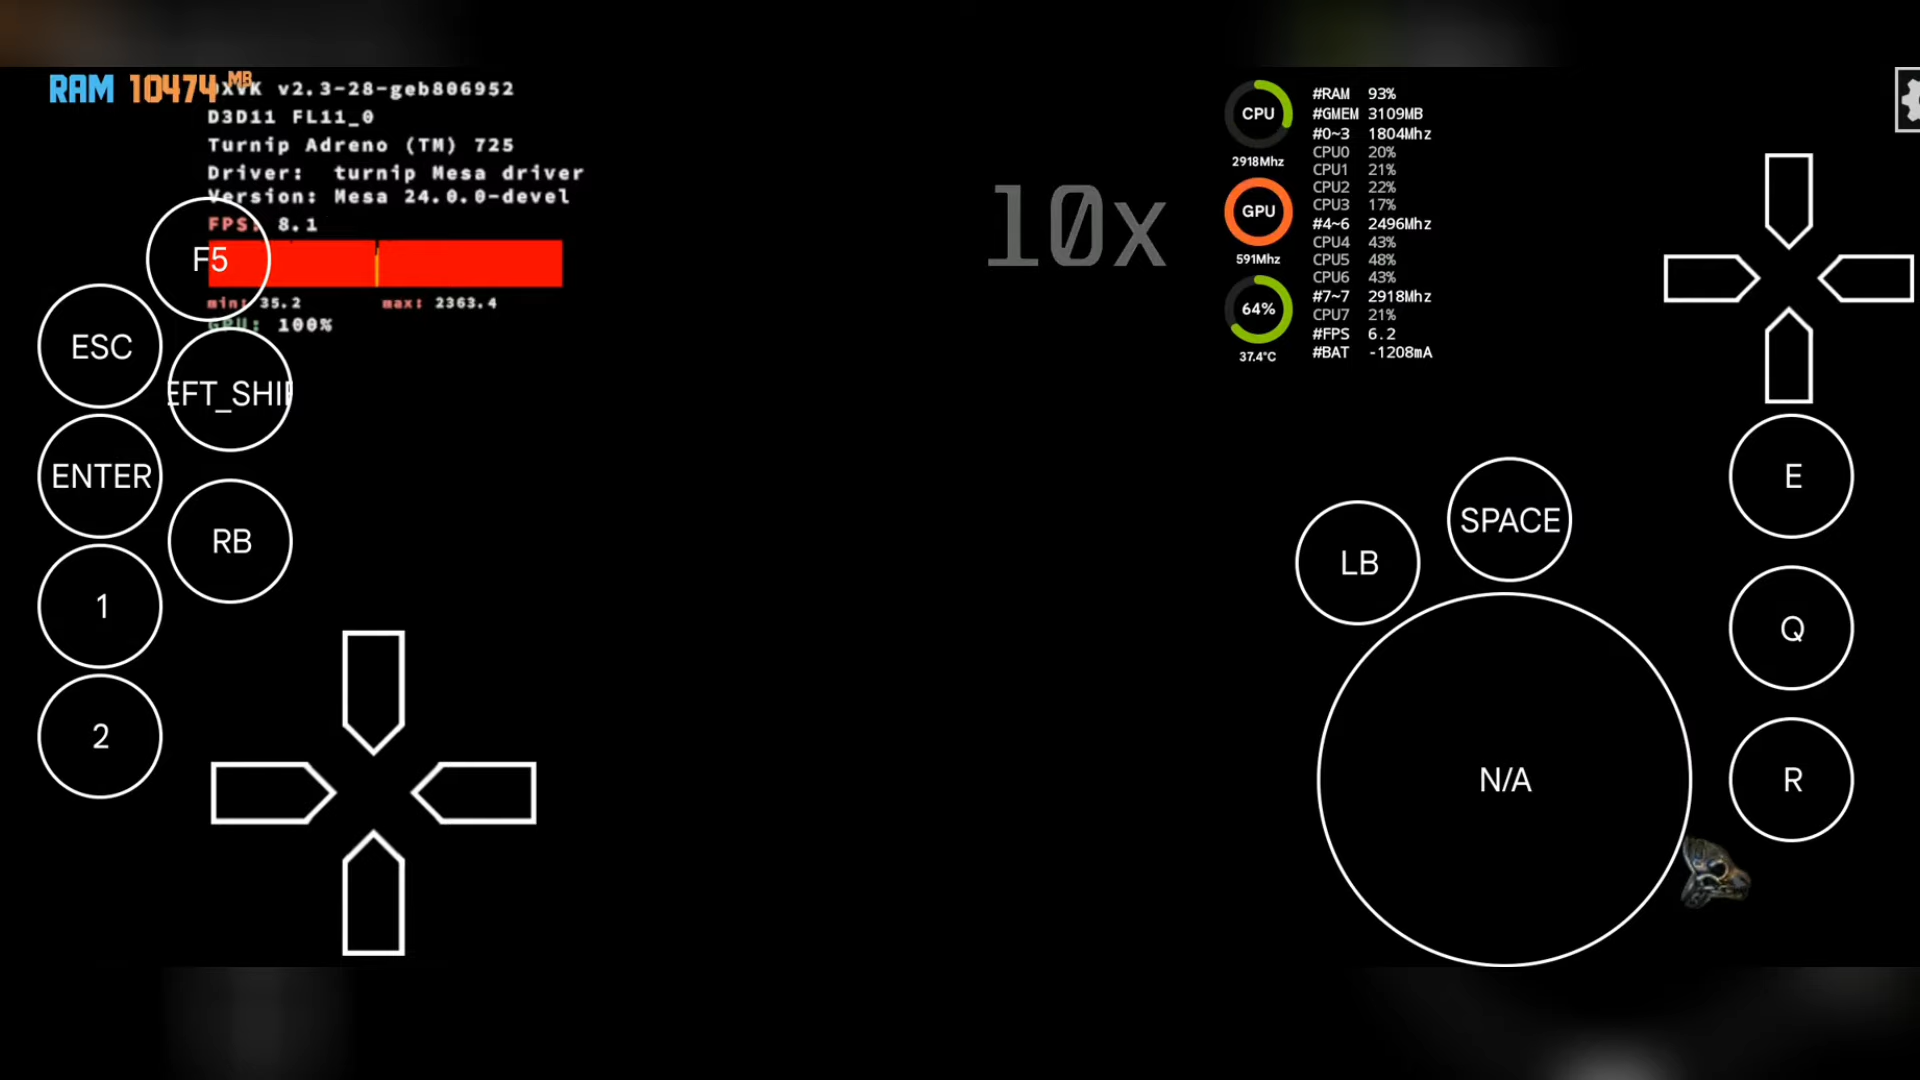 RAM 10474 MB
DXVK v2.3-28-geb806952
D3D11 FL11_0
Turnip Adreno (TM) 725
Driver: turnip Mesa driver
Version: Mesa 24.0.0-devel
FPS: 8.1
min: 35.2 max: 2363.4
GPU: 100%
F5
ESC
EFT_SHI
ENTER
RB
1
2
10x
CPU
2918Mhz
GPU
591Mhz
64%
37.4°C
#RAM 93%
#GMEM 3109MB
#0~3 1804Mhz
CPU0 20%
CPU1 21%
CPU2 22%
CPU3 17%
#4~6 2496Mhz
CPU4 43%
CPU5 48%
CPU6 43%
#7~7 2918Mhz
CPU7 21%
#FPS 6.2
#BAT -1208mA
SPACE
LB
E
Q
R
N/A